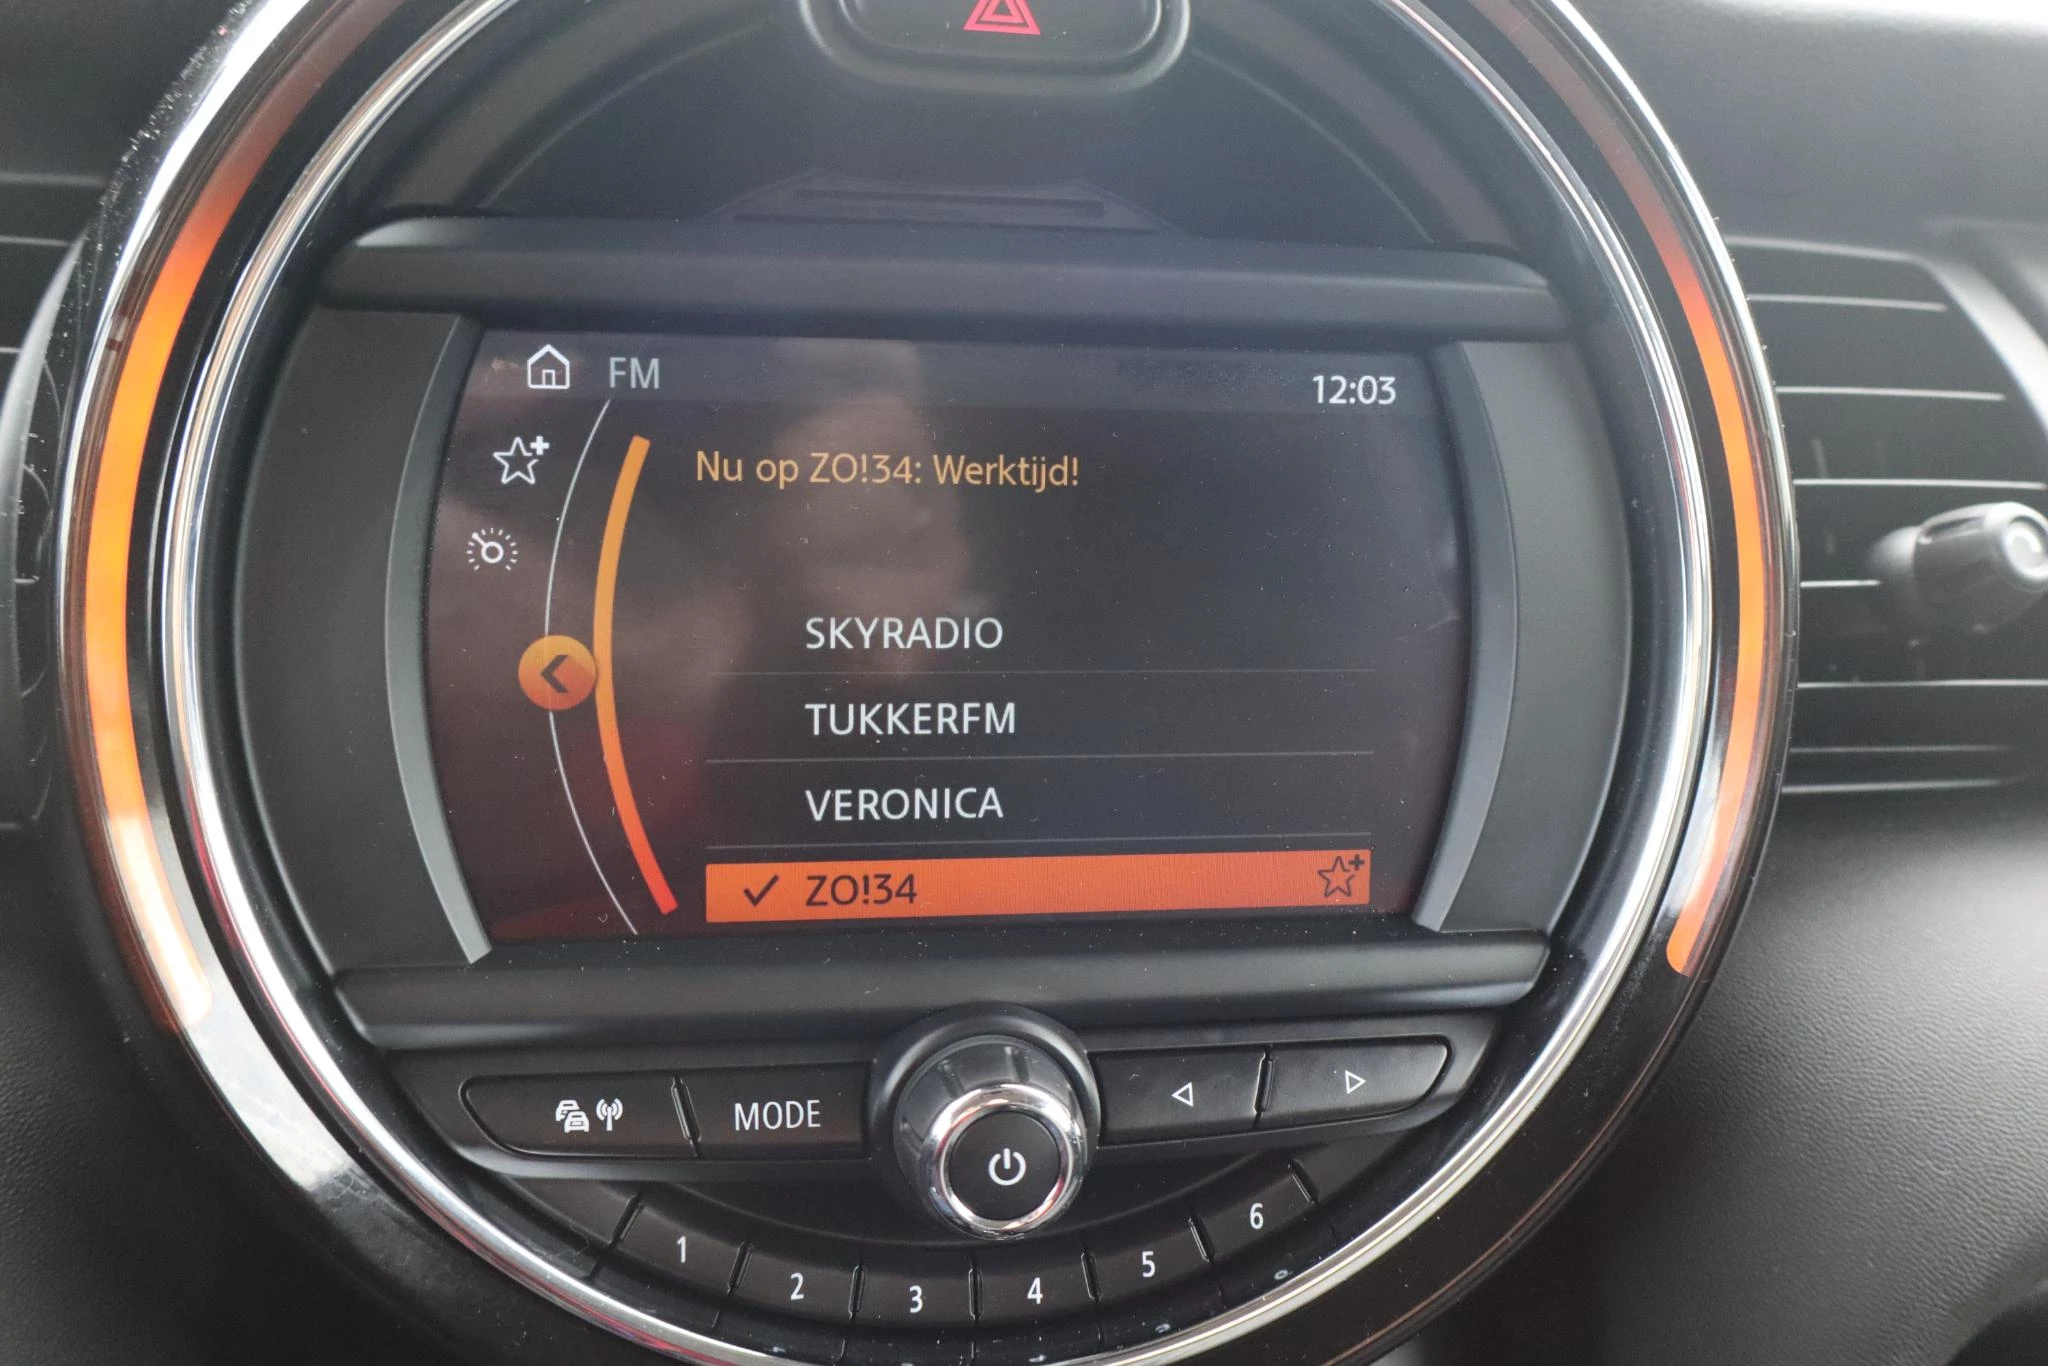 FM
12:03
Nu op ZO!34: Werktijd!
SKYRADIO
TUKKERFM
VERONICA
ZO!34
MODE
1 2 3 4 5 6